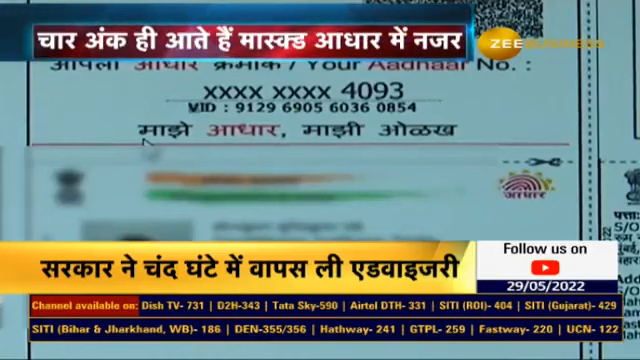 चार अंक ही आते हैं मास्क्ड आधार में नजर
ZEE BUSINESS
आपला आधार क्रमांक / Your Aadhaar No. :
xxxx xxxx 4093
VID : 9129 6905 6036 0854
माझे आधार, माझी ओळख
आधार
पत्ता
S/O
सरकार ने चंद घंटे में वापस ली एडवाइजरी
Follow us on
29/05/2022
Channel available on: Dish TV- 731 | D2H-343 | Tata Sky-590 | Airtel DTH- 331 | SITI (ROI)- 404 | SITI (Gujarat)- 429
SITI (Bihar & Jharkhand, WB)- 186 | DEN-355/356 | Hathway- 241 | GTPL- 259 | Fastway- 220 | UCN- 122